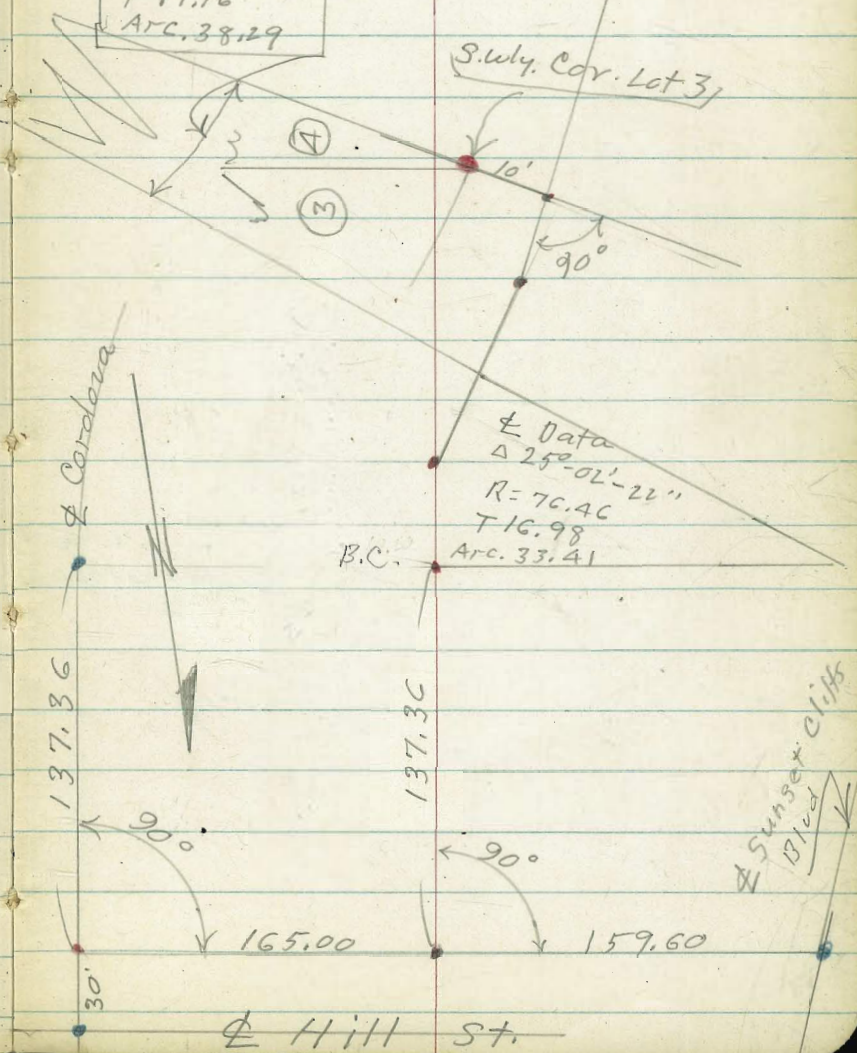 Arc. 38.29
S.Wly. Cor. Lot 3
④
10'
③
90°
℄ Cordova
℄ Data
Δ 25°-02'-22"
R = 76.46
T 16.98
Arc. 33.41
B.C.
N
137.36
137.36
℄ Sunset Cliffs
Blvd
90°
90°
165.00
159.60
30'
℄ Hill St.